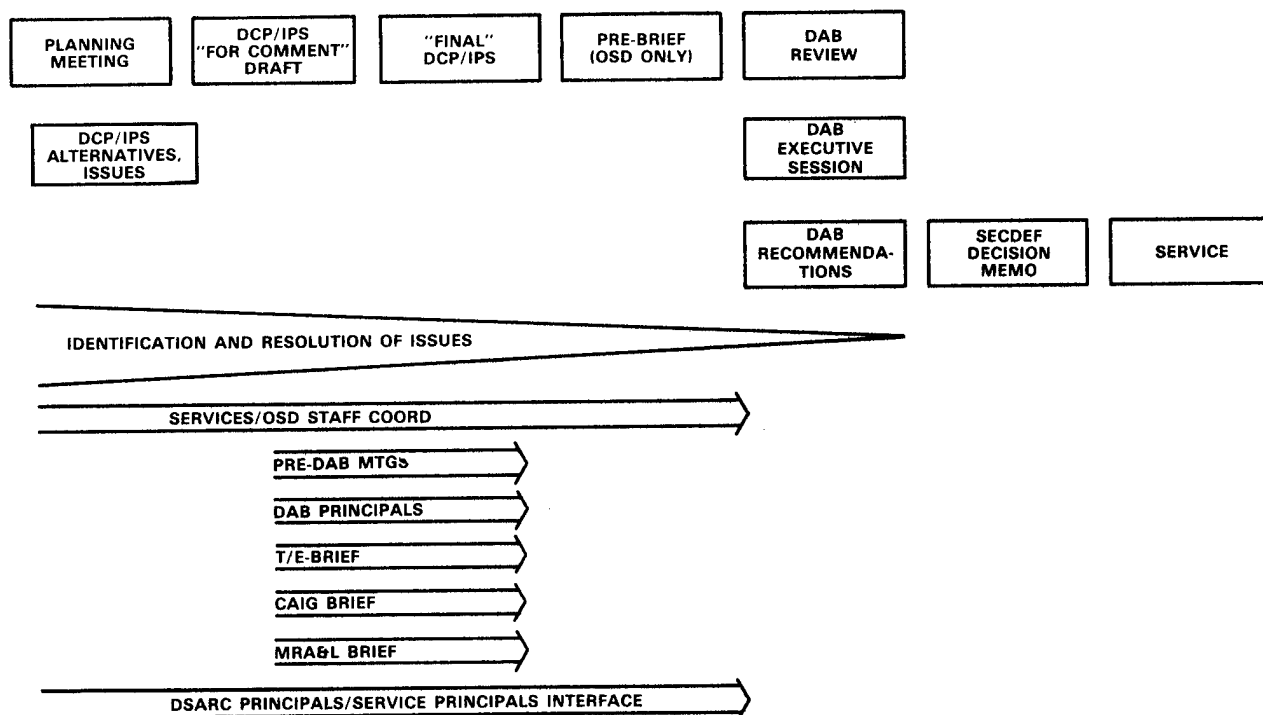 PLANNING
MEETING
DCP/IPS
"FOR COMMENT"
DRAFT
"FINAL"
DCP/IPS
PRE-BRIEF
(OSD ONLY)
DAB
REVIEW
DCP/IPS
ALTERNATIVES,
ISSUES
DAB
EXECUTIVE
SESSION
DAB
RECOMMENDA-
TIONS
SECDEF
DECISION
MEMO
SERVICE
IDENTIFICATION AND RESOLUTION OF ISSUES
SERVICES/OSD STAFF COORD
PRE-DAB MTGS
DAB PRINCIPALS
T/E-BRIEF
CAIG BRIEF
MRA&L BRIEF
DSARC PRINCIPALS/SERVICE PRINCIPALS INTERFACE